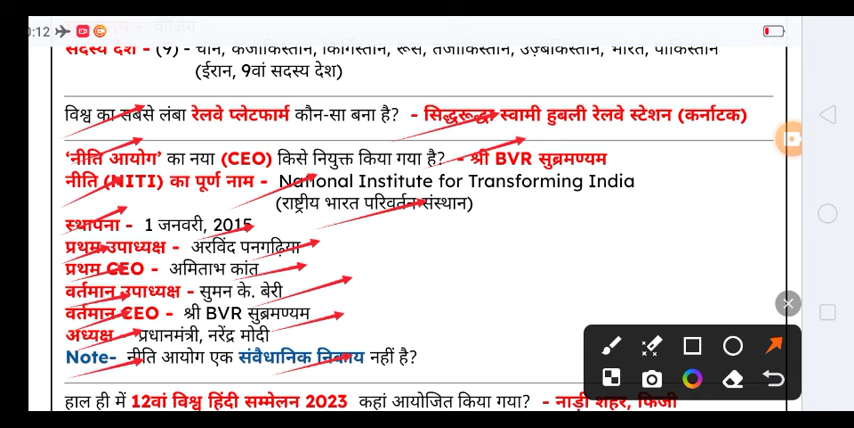 0:12
सदस्य देश - (9) - चीन, कजाकिस्तान, किर्गिस्तान, रूस, तजाकिस्तान, उज़्बेकिस्तान, भारत, पाकिस्तान
(ईरान, 9वां सदस्य देश)
विश्व का सबसे लंबा रेलवे प्लेटफार्म कौन-सा बना है? - सिद्धरूद्धा स्वामी हुबली रेलवे स्टेशन (कर्नाटक)
‘नीति आयोग’ का नया (CEO) किसे नियुक्त किया गया है? - श्री BVR सुब्रमण्यम
नीति (NITI) का पूर्ण नाम - National Institute for Transforming India
(राष्ट्रीय भारत परिवर्तन संस्थान)
स्थापना - 1 जनवरी, 2015
प्रथम उपाध्यक्ष - अरविंद पनगढ़िया
प्रथम CEO - अमिताभ कांत
वर्तमान उपाध्यक्ष - सुमन के. बेरी
वर्तमान CEO - श्री BVR सुब्रमण्यम
अध्यक्ष - प्रधानमंत्री, नरेंद्र मोदी
Note- नीति आयोग एक संवैधानिक निकाय नहीं है?
हाल ही में 12वां विश्व हिंदी सम्मेलन 2023 कहां आयोजित किया गया? - नाड़ी शहर, फिजी